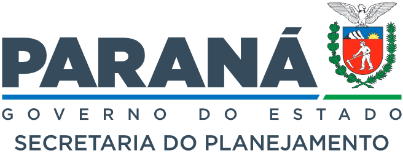 PARANÁ
GOVERNO DO ESTADO
SECRETARIA DO PLANEJAMENTO